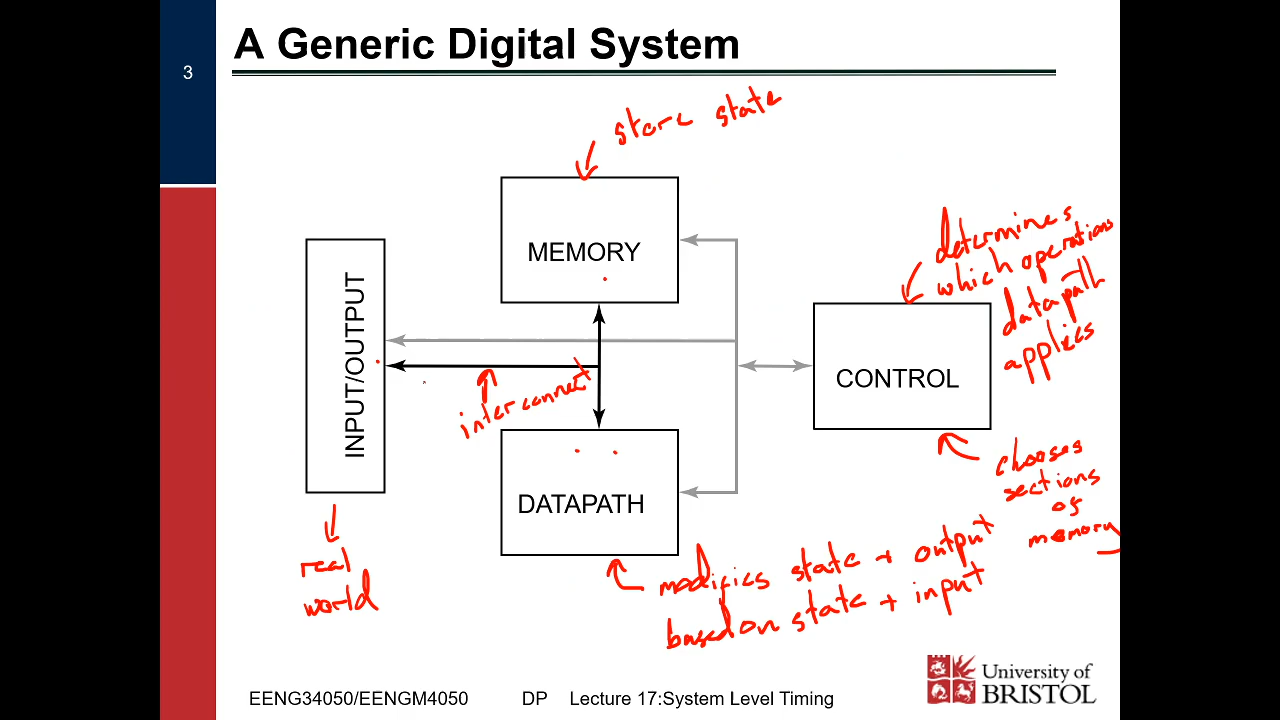 3
A Generic Digital System
store state
MEMORY
INPUT/OUTPUT
determines
which operations
datapath
applies
CONTROL
interconnect
DATAPATH
chooses
sections
of
memory
real
world
modifies state + output
based on state + input
University of
BRISTOL
EENG34050/EENGM4050 DP Lecture 17:System Level Timing